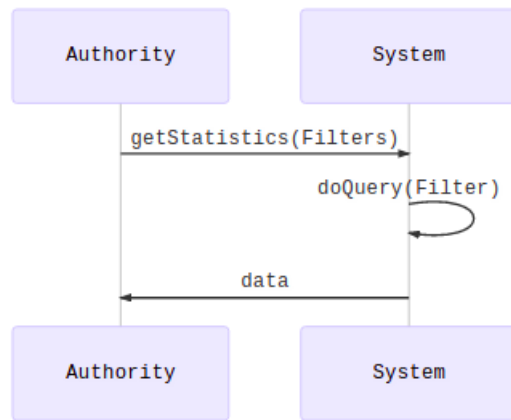 Authority
System
getStatistics(Filters)
doQuery(Filter)
data
Authority
System